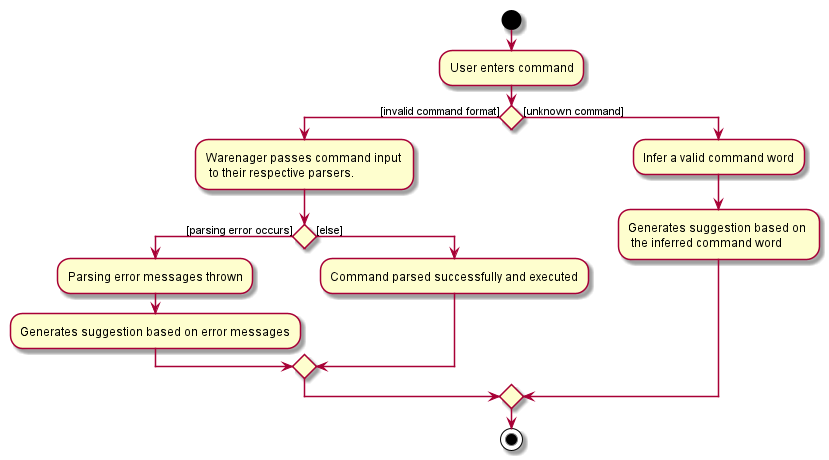 User enters command
[invalid command format]
[unknown command]
Warenager passes command input
to their respective parsers.
Infer a valid command word
Generates suggestion based on
the inferred command word
[parsing error occurs]
[else]
Parsing error messages thrown
Command parsed successfully and executed
Generates suggestion based on error messages